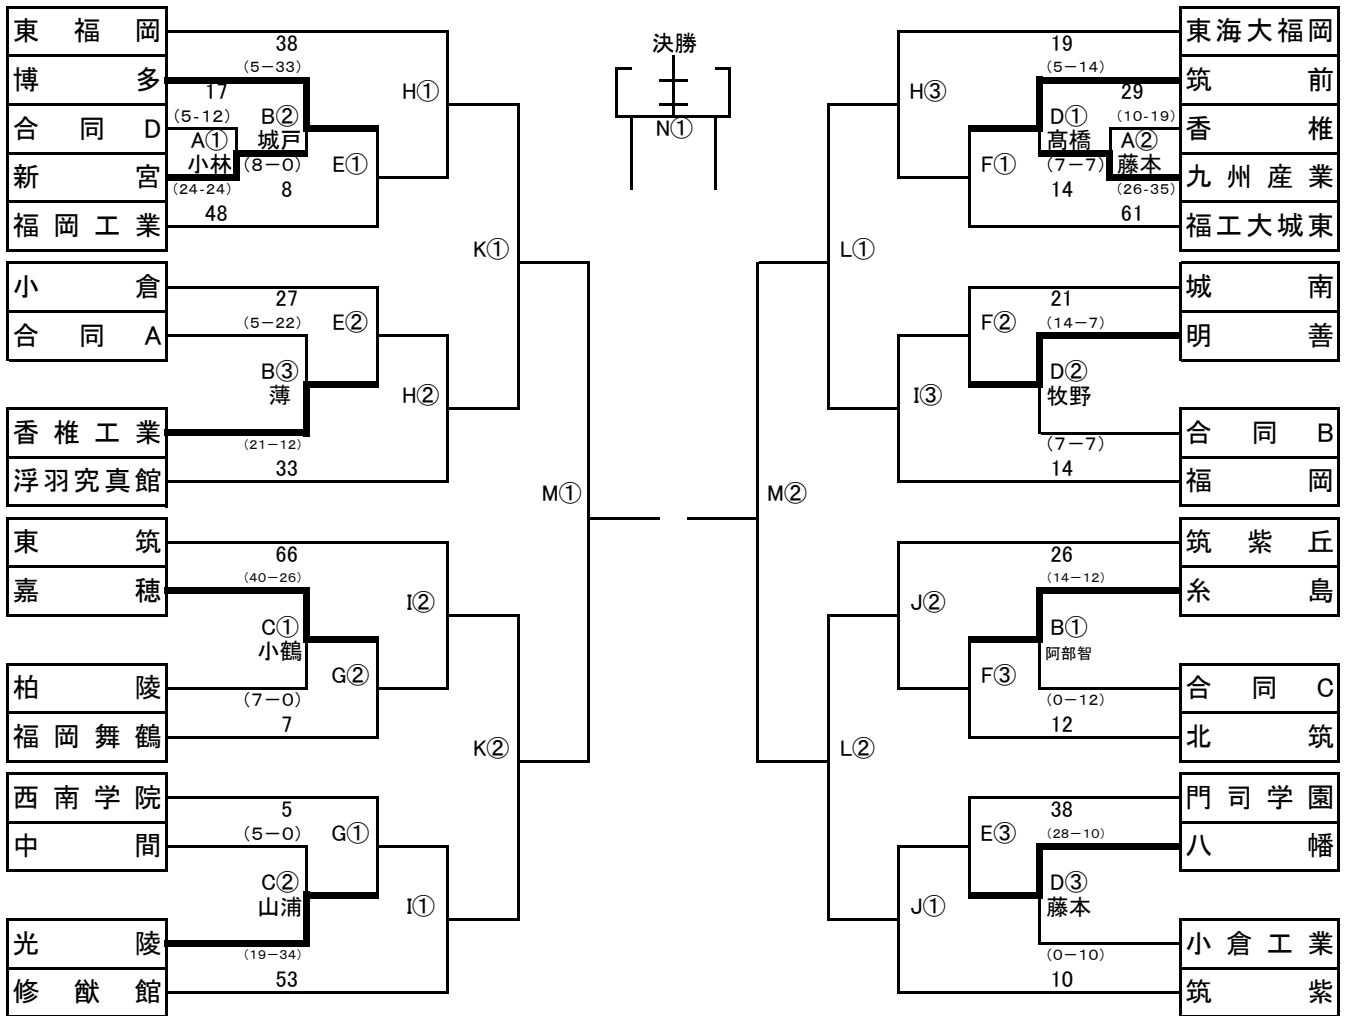 決勝
N①
東福岡
38
博多
(5−33)
H①
17
(5-12)
B②
合同D
A①
城戸
小林
(8−0)
E①
新宮
(24-24)
8
48
福岡工業
K①
小倉
27
(5−22)
E②
合同A
B③
薄
H②
香椎工業
(21−12)
33
浮羽究真館
M①
東筑
66
嘉穂
(40−26)
I②
C①
小鶴
G②
柏陵
(7−0)
7
福岡舞鶴
K②
西南学院
5
(5−0)
G①
中間
C②
山浦
I①
光陵
(19−34)
53
修猷館
東海大福岡
19
(5−14)
筑前
H③
29
D①
(10-19)
香椎
髙橋
A②
F①
(7−7)
藤本
九州産業
14
(26-35)
61
福工大城東
L①
城南
21
F②
(14−7)
明善
D②
牧野
I③
合同B
(7−7)
14
福岡
M②
筑紫丘
26
(14−12)
糸島
J②
B①
阿部智
F③
合同C
(0−12)
12
北筑
L②
門司学園
38
E③
(28−10)
八幡
D③
藤本
J①
小倉工業
(0−10)
10
筑紫